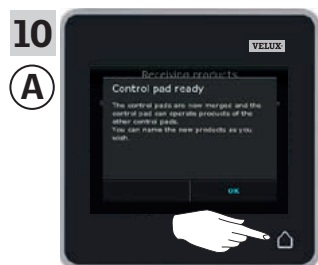 10
A
VELUX
Receiving products
Control pad ready
The control pads are now merged and the
control pad can operate products of the
other control pads.
You can name the new products as you
wish.
OK